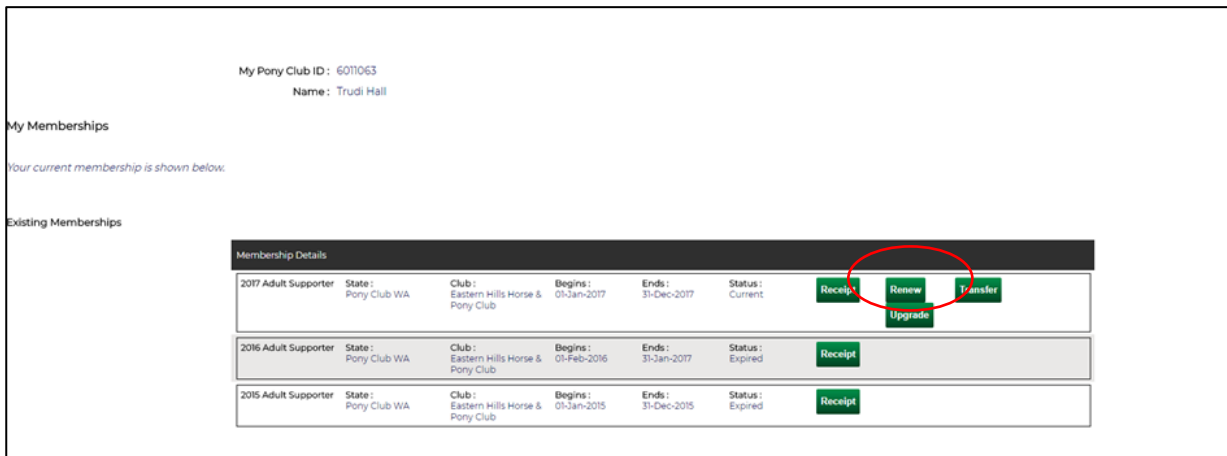 My Pony Club ID : 6011063
Name : Trudi Hall
My Memberships
Your current membership is shown below.
Existing Memberships
Membership Details
2017 Adult Supporter State : Club : Begins : Ends : Status : Receipt Renew Transfer
Pony Club WA Eastern Hills Horse & 01-Jan-2017 31-Dec-2017 Current
Pony Club
Upgrade
2016 Adult Supporter State : Club : Begins : Ends : Status : Receipt
Pony Club WA Eastern Hills Horse & 01-Feb-2016 31-Jan-2017 Expired
Pony Club
2015 Adult Supporter State : Club : Begins : Ends : Status : Receipt
Pony Club WA Eastern Hills Horse & 01-Jan-2015 31-Dec-2015 Expired
Pony Club